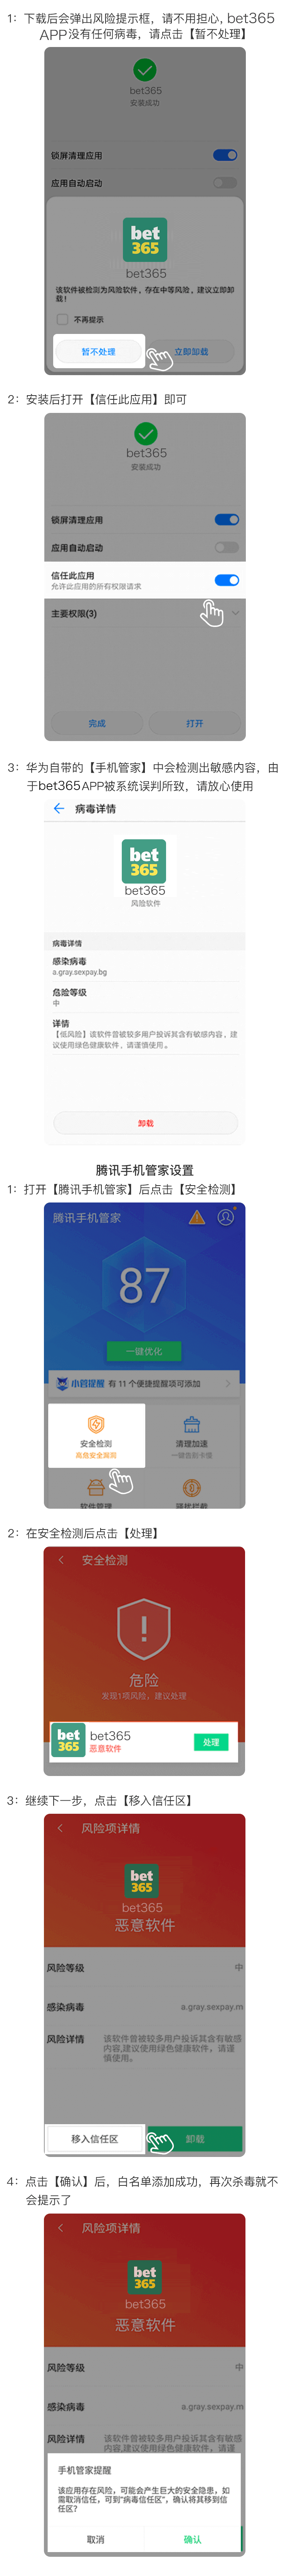 1：下载后会弹出风险提示框，请不用担心，bet365
APP没有任何病毒，请点击【暂不处理】
bet365
安装成功
锁屏清理应用
应用自动启动
bet
365
bet365
该软件被检测为风险软件，存在中等风险，建议立即卸
载！
不再提示
暂不处理
立即卸载
2：安装后打开【信任此应用】即可
bet365
安装成功
锁屏清理应用
应用自动启动
信任此应用
允许此应用的所有权限请求
主要权限(3)
完成
打开
3：华为自带的【手机管家】中会检测出敏感内容，由
于bet365APP被系统误判所致，请放心使用
病毒详情
bet
365
bet365
风险软件
病毒详情
感染病毒
a.gray.sexpay.bg
危险等级
中
详情
【低风险】该软件曾被较多用户投诉其含有敏感内容，建
议使用绿色健康软件，请谨慎使用。
卸载
腾讯手机管家设置
1：打开【腾讯手机管家】后点击【安全检测】
腾讯手机管家
87
一键优化
小管提醒 有 11 个便捷提醒项可添加
安全检测
高危安全漏洞
清理加速
一键告别卡慢
软件管理
骚扰拦截
2：在安全检测后点击【处理】
安全检测
危险
发现1项风险，建议处理
bet
365
bet365
恶意软件
处理
3：继续下一步，点击【移入信任区】
风险项详情
bet
365
bet365
恶意软件
风险等级
中
感染病毒
a.gray.sexpay.m
风险详情
该软件曾被较多用户投诉其含有敏感
内容,建议使用绿色健康软件，请谨
慎使用。
移入信任区
卸载
4：点击【确认】后，白名单添加成功，再次杀毒就不
会提示了
风险项详情
bet
365
bet365
恶意软件
风险等级
中
感染病毒
a.gray.sexpay.m
风险详情
该软件曾被较多用户投诉其含有敏感
内容,建议使用绿色健康软件，请谨
手机管家提醒
该应用存在风险，可能会产生巨大的安全隐患，如
需取消信任，可到“病毒信任区”，确认将其移到信
任区？
取消
确认